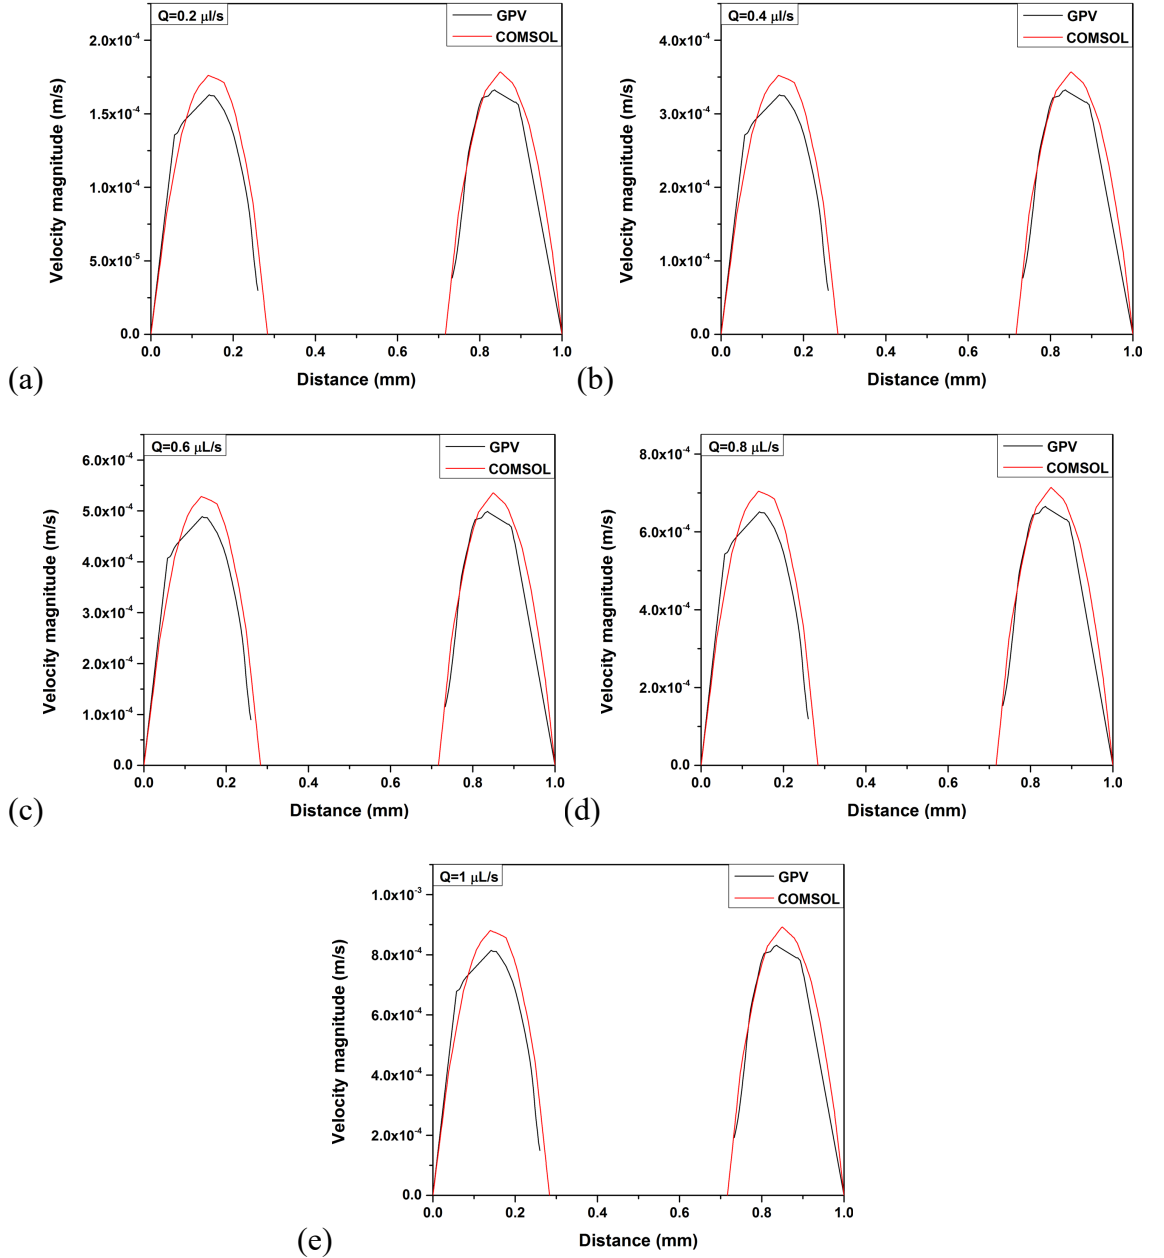 Q=0.2 µl/s
GPV
COMSOL
2.0x10⁻⁴
1.5x10⁻⁴
1.0x10⁻⁴
5.0x10⁻⁵
0.0
Velocity magnitude (m/s)
0.0 0.2 0.4 0.6 0.8 1.0
Distance (mm)
(a)
Q=0.4 µl/s
GPV
COMSOL
4.0x10⁻⁴
3.0x10⁻⁴
2.0x10⁻⁴
1.0x10⁻⁴
0.0
Velocity magnitude (m/s)
0.0 0.2 0.4 0.6 0.8 1.0
Distance (mm)
(b)
Q=0.6 µL/s
GPV
COMSOL
6.0x10⁻⁴
5.0x10⁻⁴
4.0x10⁻⁴
3.0x10⁻⁴
2.0x10⁻⁴
1.0x10⁻⁴
0.0
Velocity magnitude (m/s)
0.0 0.2 0.4 0.6 0.8 1.0
Distance (mm)
(c)
Q=0.8 µL/s
GPV
COMSOL
8.0x10⁻⁴
6.0x10⁻⁴
4.0x10⁻⁴
2.0x10⁻⁴
0.0
Velocity magnitude (m/s)
0.0 0.2 0.4 0.6 0.8 1.0
Distance (mm)
(d)
Q=1 µL/s
GPV
COMSOL
1.0x10⁻³
8.0x10⁻⁴
6.0x10⁻⁴
4.0x10⁻⁴
2.0x10⁻⁴
0.0
Velocity magnitude (m/s)
0.0 0.2 0.4 0.6 0.8 1.0
Distance (mm)
(e)